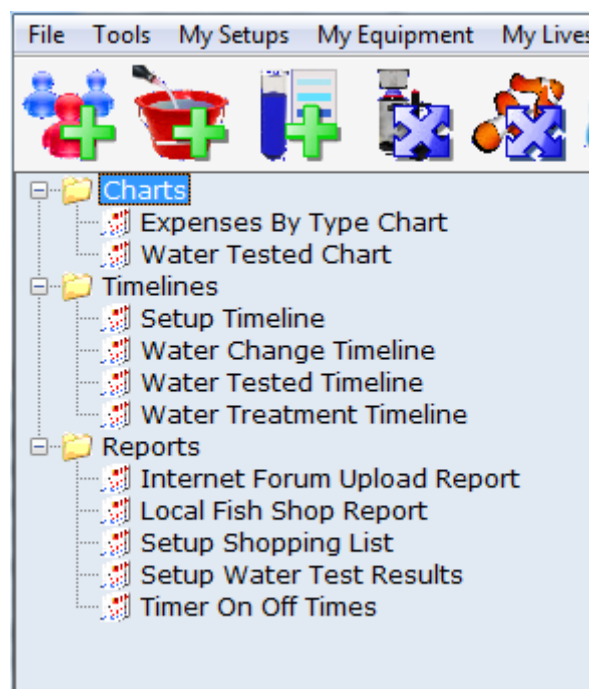 File Tools My Setups My Equipment My Lives
Charts
Expenses By Type Chart
Water Tested Chart
Timelines
Setup Timeline
Water Change Timeline
Water Tested Timeline
Water Treatment Timeline
Reports
Internet Forum Upload Report
Local Fish Shop Report
Setup Shopping List
Setup Water Test Results
Timer On Off Times